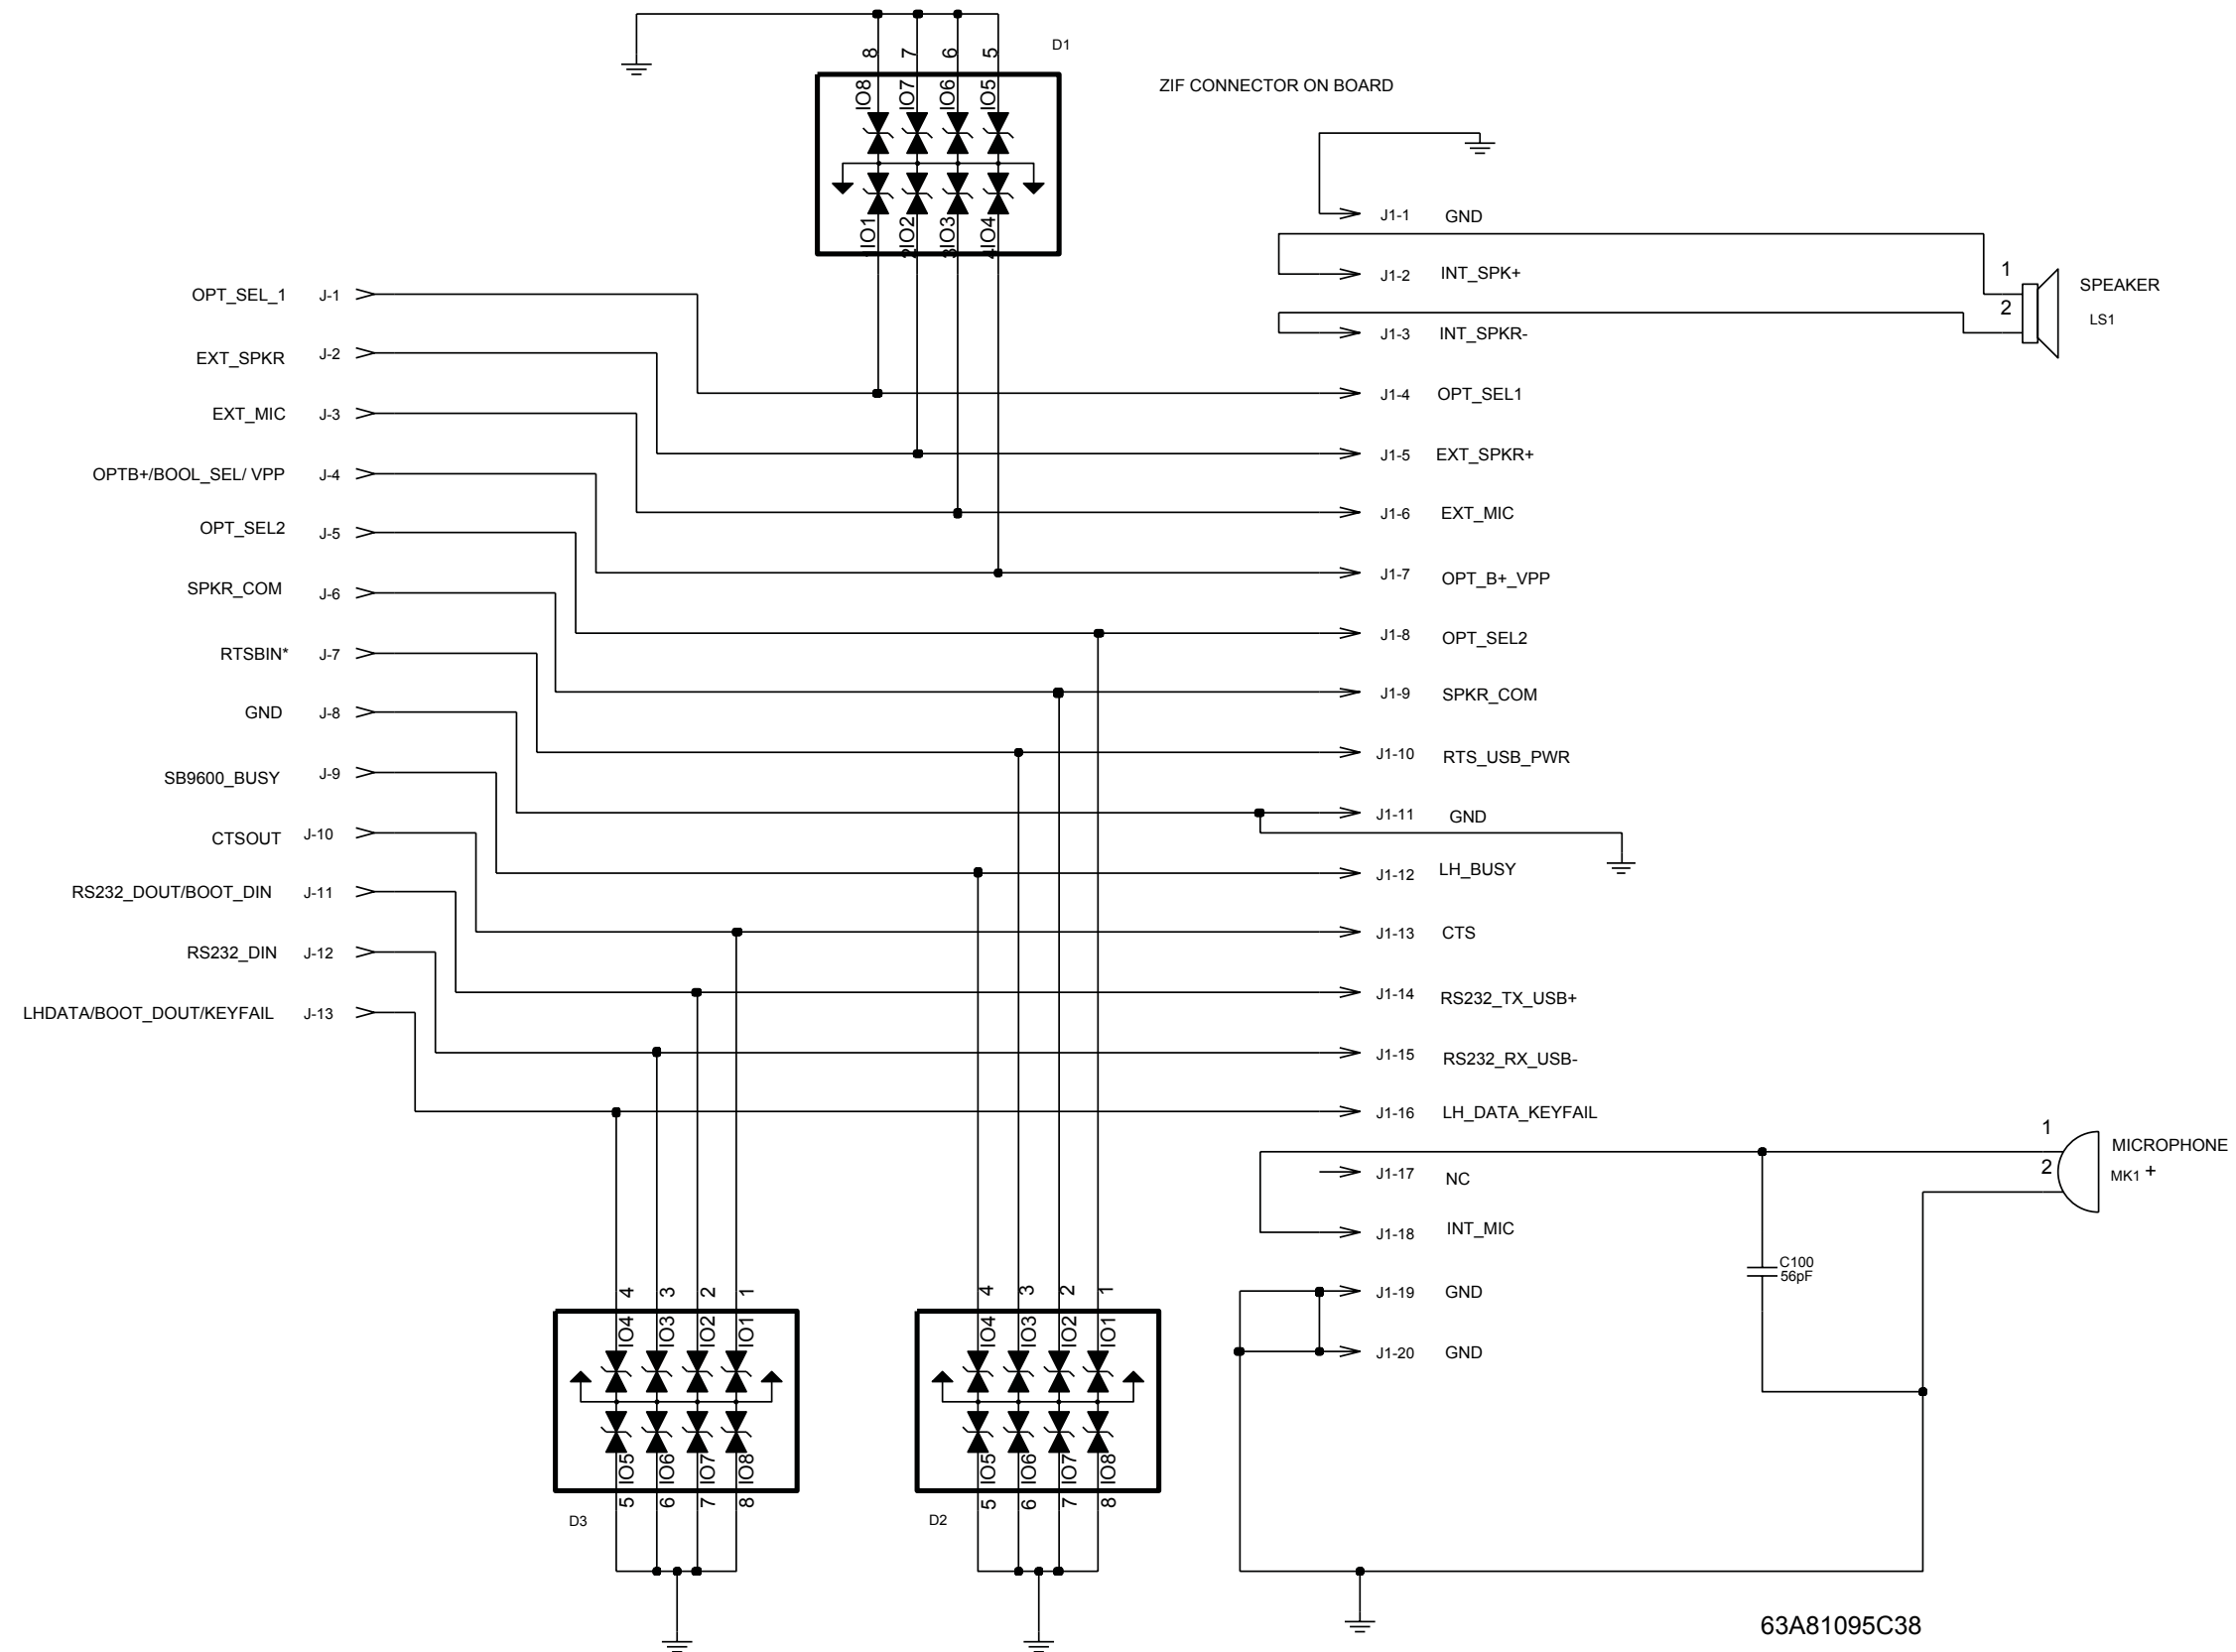 D1
8 7 6 5
ZIF CONNECTOR ON BOARD
IO8 IO7 IO6 IO5
IO1 IO2 IO3 IO4
1 2 3 4
J1-1 GND
J1-2 INT_SPK+
1
2
SPEAKER
LS1
J1-3 INT_SPKR-
OPT_SEL_1 J-1
EXT_SPKR J-2
EXT_MIC J-3
OPTB+/BOOL_SEL/ VPP J-4
OPT_SEL2 J-5
SPKR_COM J-6
RTSBIN* J-7
GND J-8
SB9600_BUSY J-9
CTSOUT J-10
RS232_DOUT/BOOT_DIN J-11
RS232_DIN J-12
LHDATA/BOOT_DOUT/KEYFAIL J-13
J1-4 OPT_SEL1
J1-5 EXT_SPKR+
J1-6 EXT_MIC
J1-7 OPT_B+_VPP
J1-8 OPT_SEL2
J1-9 SPKR_COM
J1-10 RTS_USB_PWR
J1-11 GND
J1-12 LH_BUSY
J1-13 CTS
J1-14 RS232_TX_USB+
J1-15 RS232_RX_USB-
J1-16 LH_DATA_KEYFAIL
J1-17 NC
J1-18 INT_MIC
J1-19 GND
J1-20 GND
1
2
MICROPHONE
MK1 +
C100
56pF
4 3 2 1
IO4 IO3 IO2 IO1
IO5 IO6 IO7 IO8
5 6 7 8
D3
4 3 2 1
IO4 IO3 IO2 IO1
IO5 IO6 IO7 IO8
5 6 7 8
D2
63A81095C38